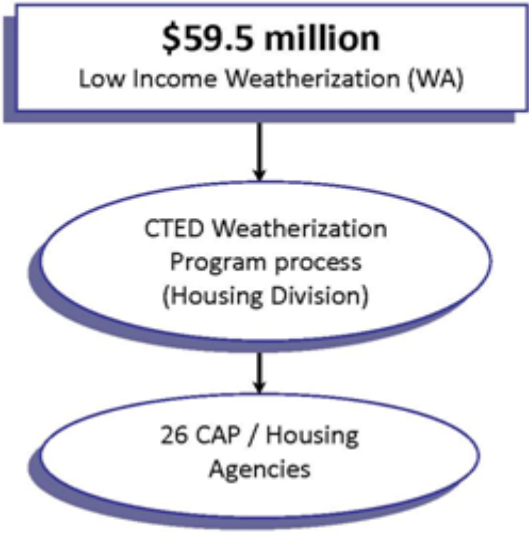 $59.5 million
Low Income Weatherization (WA)
CTED Weatherization
Program process
(Housing Division)
26 CAP / Housing
Agencies